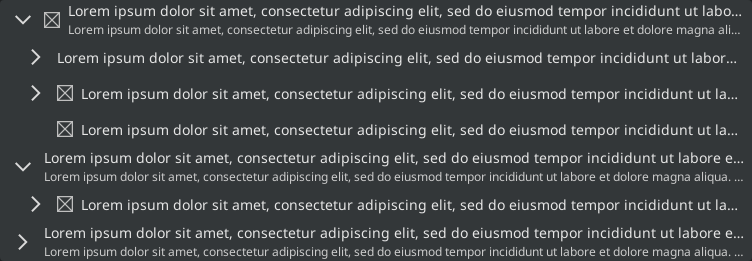 Lorem ipsum dolor sit amet, consectetur adipiscing elit, sed do eiusmod tempor incididunt ut labo...
Lorem ipsum dolor sit amet, consectetur adipiscing elit, sed do eiusmod tempor incididunt ut labore et dolore magna ali...
Lorem ipsum dolor sit amet, consectetur adipiscing elit, sed do eiusmod tempor incididunt ut labor...
Lorem ipsum dolor sit amet, consectetur adipiscing elit, sed do eiusmod tempor incididunt ut la...
Lorem ipsum dolor sit amet, consectetur adipiscing elit, sed do eiusmod tempor incididunt ut la...
Lorem ipsum dolor sit amet, consectetur adipiscing elit, sed do eiusmod tempor incididunt ut labore e...
Lorem ipsum dolor sit amet, consectetur adipiscing elit, sed do eiusmod tempor incididunt ut labore et dolore magna aliqua. ...
Lorem ipsum dolor sit amet, consectetur adipiscing elit, sed do eiusmod tempor incididunt ut la...
Lorem ipsum dolor sit amet, consectetur adipiscing elit, sed do eiusmod tempor incididunt ut labore e...
Lorem ipsum dolor sit amet, consectetur adipiscing elit, sed do eiusmod tempor incididunt ut labore et dolore magna aliqua. ...